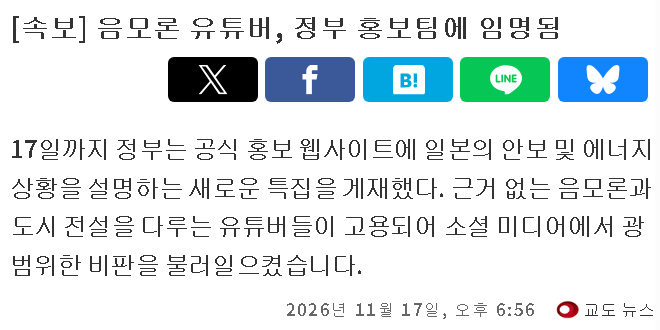 [속보] 음모론 유튜버, 정부 홍보팀에 임명됨
X f B! LINE
17일까지 정부는 공식 홍보 웹사이트에 일본의 안보 및 에너지
상황을 설명하는 새로운 특집을 게재했다. 근거 없는 음모론과
도시 전설을 다루는 유튜버들이 고용되어 소셜 미디어에서 광
범위한 비판을 불러일으켰습니다.
2026년 11월 17일, 오후 6:56 교도 뉴스